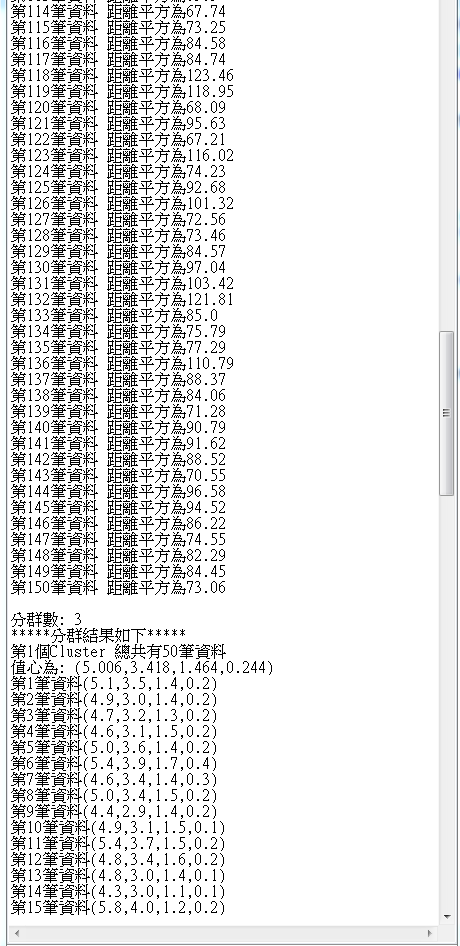 第114筆資料 距離平方為67.74
第115筆資料 距離平方為73.25
第116筆資料 距離平方為84.58
第117筆資料 距離平方為84.74
第118筆資料 距離平方為123.46
第119筆資料 距離平方為118.95
第120筆資料 距離平方為68.09
第121筆資料 距離平方為95.63
第122筆資料 距離平方為67.21
第123筆資料 距離平方為116.02
第124筆資料 距離平方為74.23
第125筆資料 距離平方為92.68
第126筆資料 距離平方為101.32
第127筆資料 距離平方為72.56
第128筆資料 距離平方為73.46
第129筆資料 距離平方為84.57
第130筆資料 距離平方為97.04
第131筆資料 距離平方為103.42
第132筆資料 距離平方為121.81
第133筆資料 距離平方為85.0
第134筆資料 距離平方為75.79
第135筆資料 距離平方為77.29
第136筆資料 距離平方為110.79
第137筆資料 距離平方為88.37
第138筆資料 距離平方為84.06
第139筆資料 距離平方為71.28
第140筆資料 距離平方為90.79
第141筆資料 距離平方為91.62
第142筆資料 距離平方為88.52
第143筆資料 距離平方為70.55
第144筆資料 距離平方為96.58
第145筆資料 距離平方為94.52
第146筆資料 距離平方為86.22
第147筆資料 距離平方為74.55
第148筆資料 距離平方為82.29
第149筆資料 距離平方為84.45
第150筆資料 距離平方為73.06
分群數: 3
*****分群結果如下*****
第1個Cluster 總共有50筆資料
值心為: (5.006,3.418,1.464,0.244)
第1筆資料(5.1,3.5,1.4,0.2)
第2筆資料(4.9,3.0,1.4,0.2)
第3筆資料(4.7,3.2,1.3,0.2)
第4筆資料(4.6,3.1,1.5,0.2)
第5筆資料(5.0,3.6,1.4,0.2)
第6筆資料(5.4,3.9,1.7,0.4)
第7筆資料(4.6,3.4,1.4,0.3)
第8筆資料(5.0,3.4,1.5,0.2)
第9筆資料(4.4,2.9,1.4,0.2)
第10筆資料(4.9,3.1,1.5,0.1)
第11筆資料(5.4,3.7,1.5,0.2)
第12筆資料(4.8,3.4,1.6,0.2)
第13筆資料(4.8,3.0,1.4,0.1)
第14筆資料(4.3,3.0,1.1,0.1)
第15筆資料(5.8,4.0,1.2,0.2)